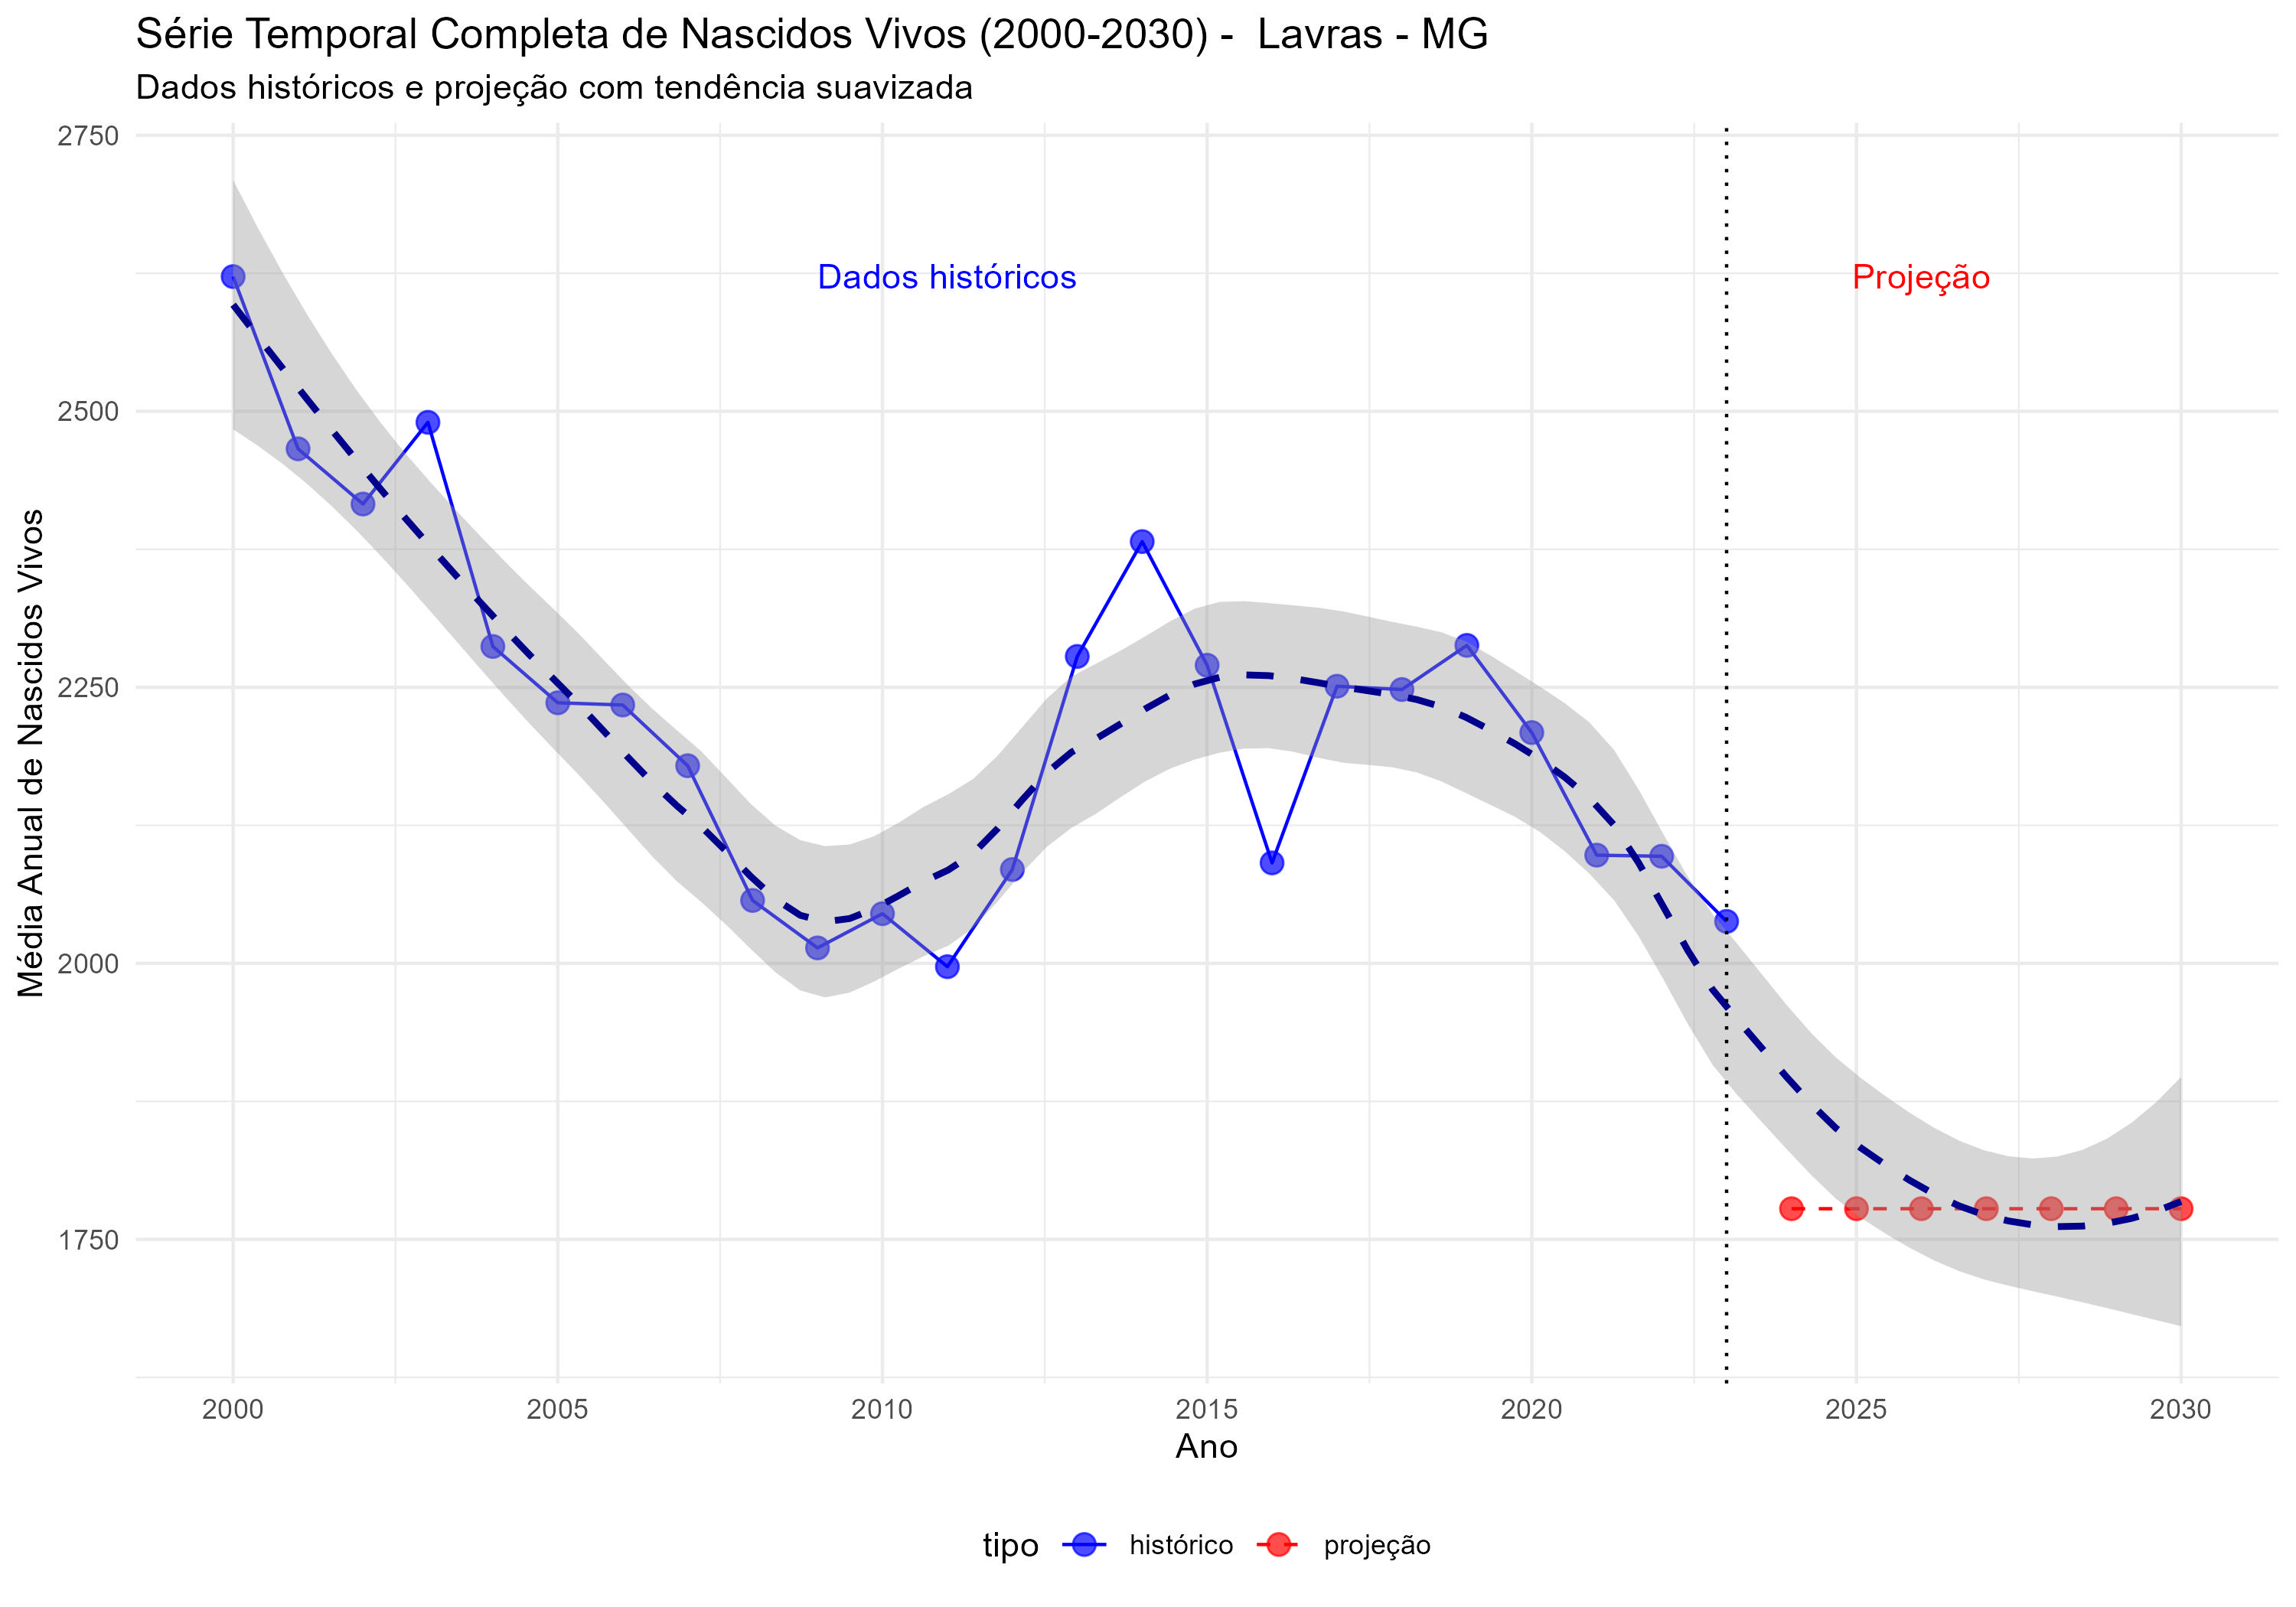 Série Temporal Completa de Nascidos Vivos (2000-2030) -  Lavras - MG
Dados históricos e projeção com tendência suavizada
Média Anual de Nascidos Vivos
2750
2500
2250
2000
1750
Dados históricos
Projeção
2000
2005
2010
2015
2020
2025
2030
Ano
tipo
histórico
projeção